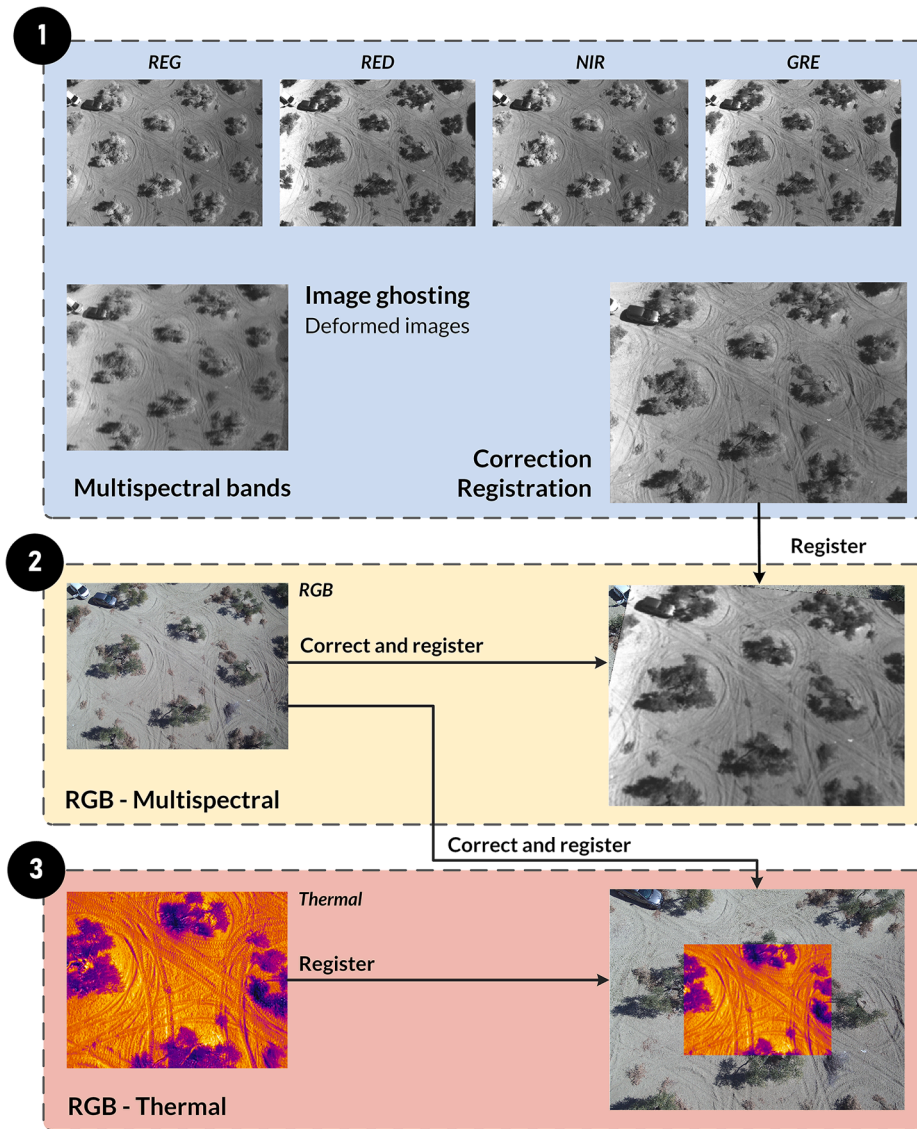 1
REG
RED
NIR
GRE
Image ghosting
Deformed images
Multispectral bands
Correction
Registration
Register
2
RGB
Correct and register
RGB - Multispectral
Correct and register
3
Thermal
Register
RGB - Thermal